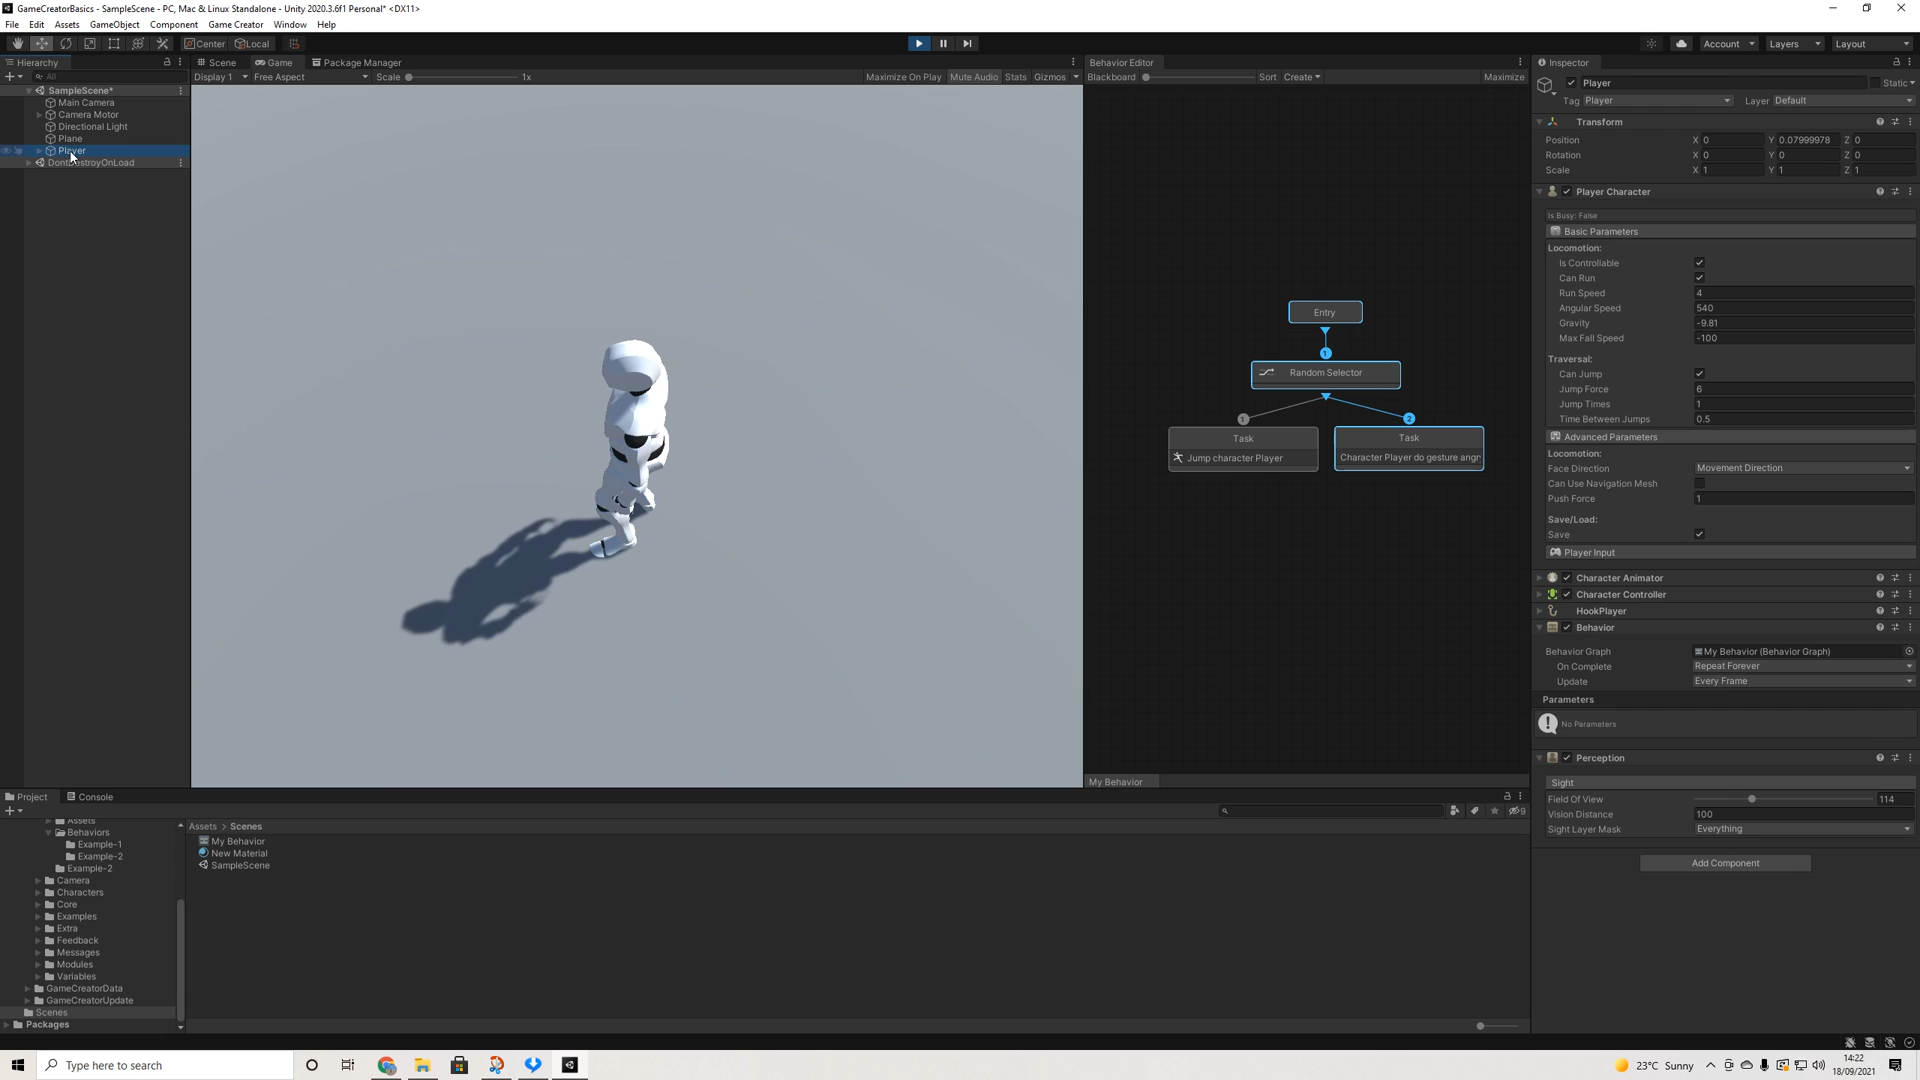 GameCreatorBasics - SampleScene - PC, Mac & Linux Standalone - Unity 2020.3.6f1 Personal* <DX11>
File Edit Assets GameObject Component Game Creator Window Help
Center Local Account Layers Layout
Hierarchy
All
SampleScene*
Main Camera
Camera Motor
Directional Light
Plane
Player
DontDestroyOnLoad
Scene Game Package Manager
Display 1 Free Aspect Scale 1x Maximize On Play Mute Audio Stats Gizmos
Behavior Editor
Blackboard Sort Create Maximize
Entry
1
Random Selector
1 2
Task
Jump character Player
Task
Character Player do gesture angr
My Behavior
Inspector
Player Static
Tag Player Layer Default
Transform
Position X 0 Y 0.07999978 Z 0
Rotation X 0 Y 0 Z 0
Scale X 1 Y 1 Z 1
Player Character
Is Busy: False
Basic Parameters
Locomotion:
Is Controllable
Can Run
Run Speed 4
Angular Speed 540
Gravity -9.81
Max Fall Speed -100
Traversal:
Can Jump
Jump Force 6
Jump Times 1
Time Between Jumps 0.5
Advanced Parameters
Locomotion:
Face Direction Movement Direction
Can Use Navigation Mesh
Push Force 1
Save/Load:
Save
Player Input
Character Animator
Character Controller
HookPlayer
Behavior
Behavior Graph My Behavior (Behavior Graph)
On Complete Repeat Forever
Update Every Frame
Parameters
No Parameters
Perception
Sight
Field Of View 114
Vision Distance 100
Sight Layer Mask Everything
Add Component
Project Console
9
Assets
Behaviors
Example-1
Example-2
Example-2
Camera
Characters
Core
Examples
Extra
Feedback
Messages
Modules
Variables
GameCreatorData
GameCreatorUpdate
Scenes
Packages
Assets > Scenes
My Behavior
New Material
SampleScene
Type here to search
23°C Sunny
14:22
18/09/2021